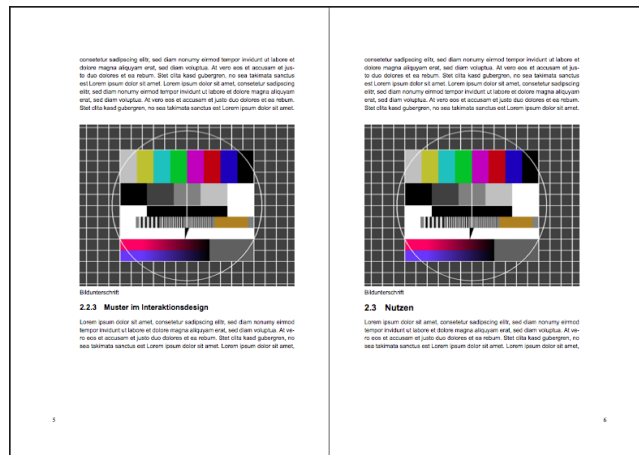 consetetur sadipscing elitr, sed diam nonumy eirmod tempor invidunt ut labore et
dolore magna aliquyam erat, sed diam voluptua. At vero eos et accusam et jus-
to duo dolores et ea rebum. Stet clita kasd gubergren, no sea takimata sanctus
est Lorem ipsum dolor sit amet. Lorem ipsum dolor sit amet, consetetur sadipscing
elitr, sed diam nonumy eirmod tempor invidunt ut labore et dolore magna aliquyam
erat, sed diam voluptua. At vero eos et accusam et justo duo dolores et ea rebum.
Stet clita kasd gubergren, no sea takimata sanctus est Lorem ipsum dolor sit amet.
Bildunterschrift
2.2.3 Muster im Interaktionsdesign
Lorem ipsum dolor sit amet, consetetur sadipscing elitr, sed diam nonumy eirmod
tempor invidunt ut labore et dolore magna aliquyam erat, sed diam voluptua. At ve-
ro eos et accusam et justo duo dolores et ea rebum. Stet clita kasd gubergren, no
sea takimata sanctus est Lorem ipsum dolor sit amet. Lorem ipsum dolor sit amet,
5
consetetur sadipscing elitr, sed diam nonumy eirmod tempor invidunt ut labore et
dolore magna aliquyam erat, sed diam voluptua. At vero eos et accusam et jus-
to duo dolores et ea rebum. Stet clita kasd gubergren, no sea takimata sanctus
est Lorem ipsum dolor sit amet. Lorem ipsum dolor sit amet, consetetur sadipscing
elitr, sed diam nonumy eirmod tempor invidunt ut labore et dolore magna aliquyam
erat, sed diam voluptua. At vero eos et accusam et justo duo dolores et ea rebum.
Stet clita kasd gubergren, no sea takimata sanctus est Lorem ipsum dolor sit amet.
Bildunterschrift
2.3 Nutzen
Lorem ipsum dolor sit amet, consetetur sadipscing elitr, sed diam nonumy eirmod
tempor invidunt ut labore et dolore magna aliquyam erat, sed diam voluptua. At ve-
ro eos et accusam et justo duo dolores et ea rebum. Stet clita kasd gubergren, no
sea takimata sanctus est Lorem ipsum dolor sit amet. Lorem ipsum dolor sit amet,
6